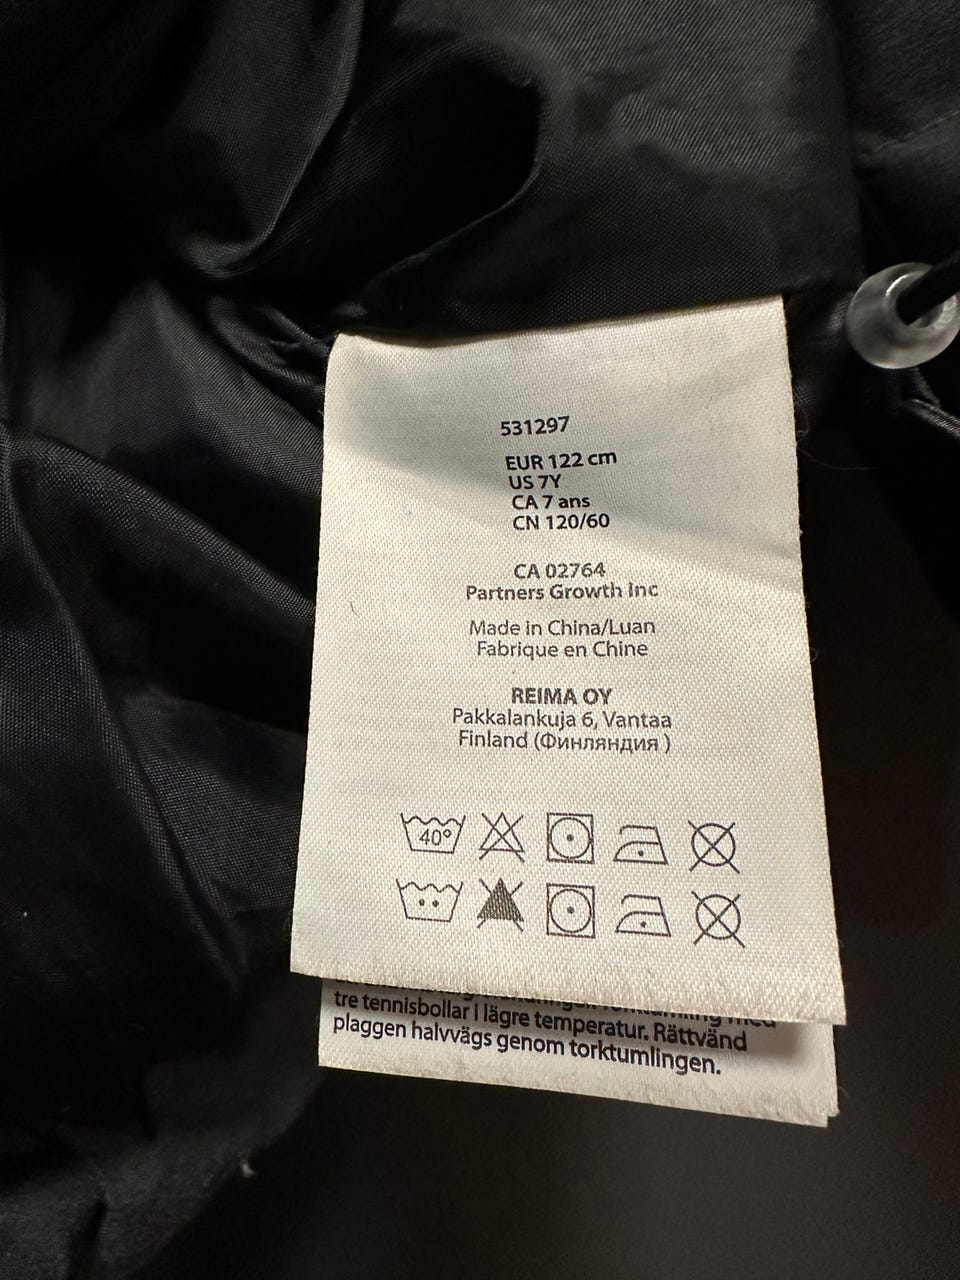 531297
EUR 122 cm
US 7Y
CA 7 ans
CN 120/60
CA 02764
Partners Growth Inc
Made in China/Luan
Fabrique en Chine
REIMA OY
Pakkalankuja 6, Vantaa
Finland (Финляндия )
40°
med
tre tennisbollar i lägre temperatur. Rättvänd
plaggen halvvägs genom torktumlingen.